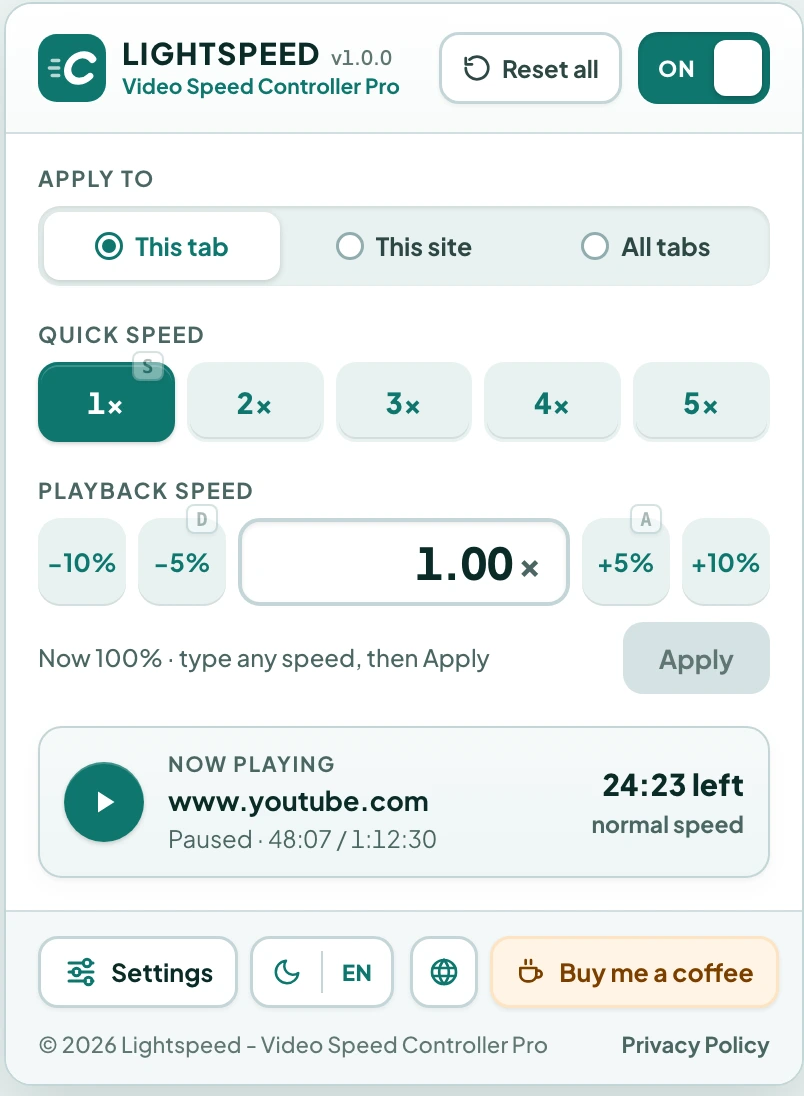 C
LIGHTSPEED v1.0.0
Video Speed Controller Pro
Reset all
ON
APPLY TO
This tab
This site
All tabs
QUICK SPEED
S
1×
2×
3×
4×
5×
PLAYBACK SPEED
D
A
−10%
−5%
1.00×
+5%
+10%
Now 100% · type any speed, then Apply
Apply
NOW PLAYING
www.youtube.com
Paused · 48:07 / 1:12:30
24:23 left
normal speed
Settings
EN
Buy me a coffee
© 2026 Lightspeed – Video Speed Controller Pro
Privacy Policy